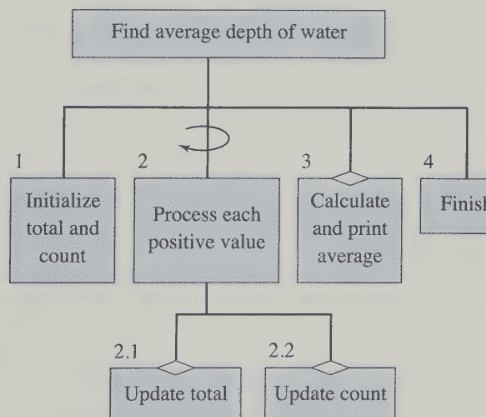 Find average depth of water
1
Initialize
total and
count
2
Process each
positive value
3
Calculate
and print
average
4
Finish
2.1
Update total
2.2
Update count